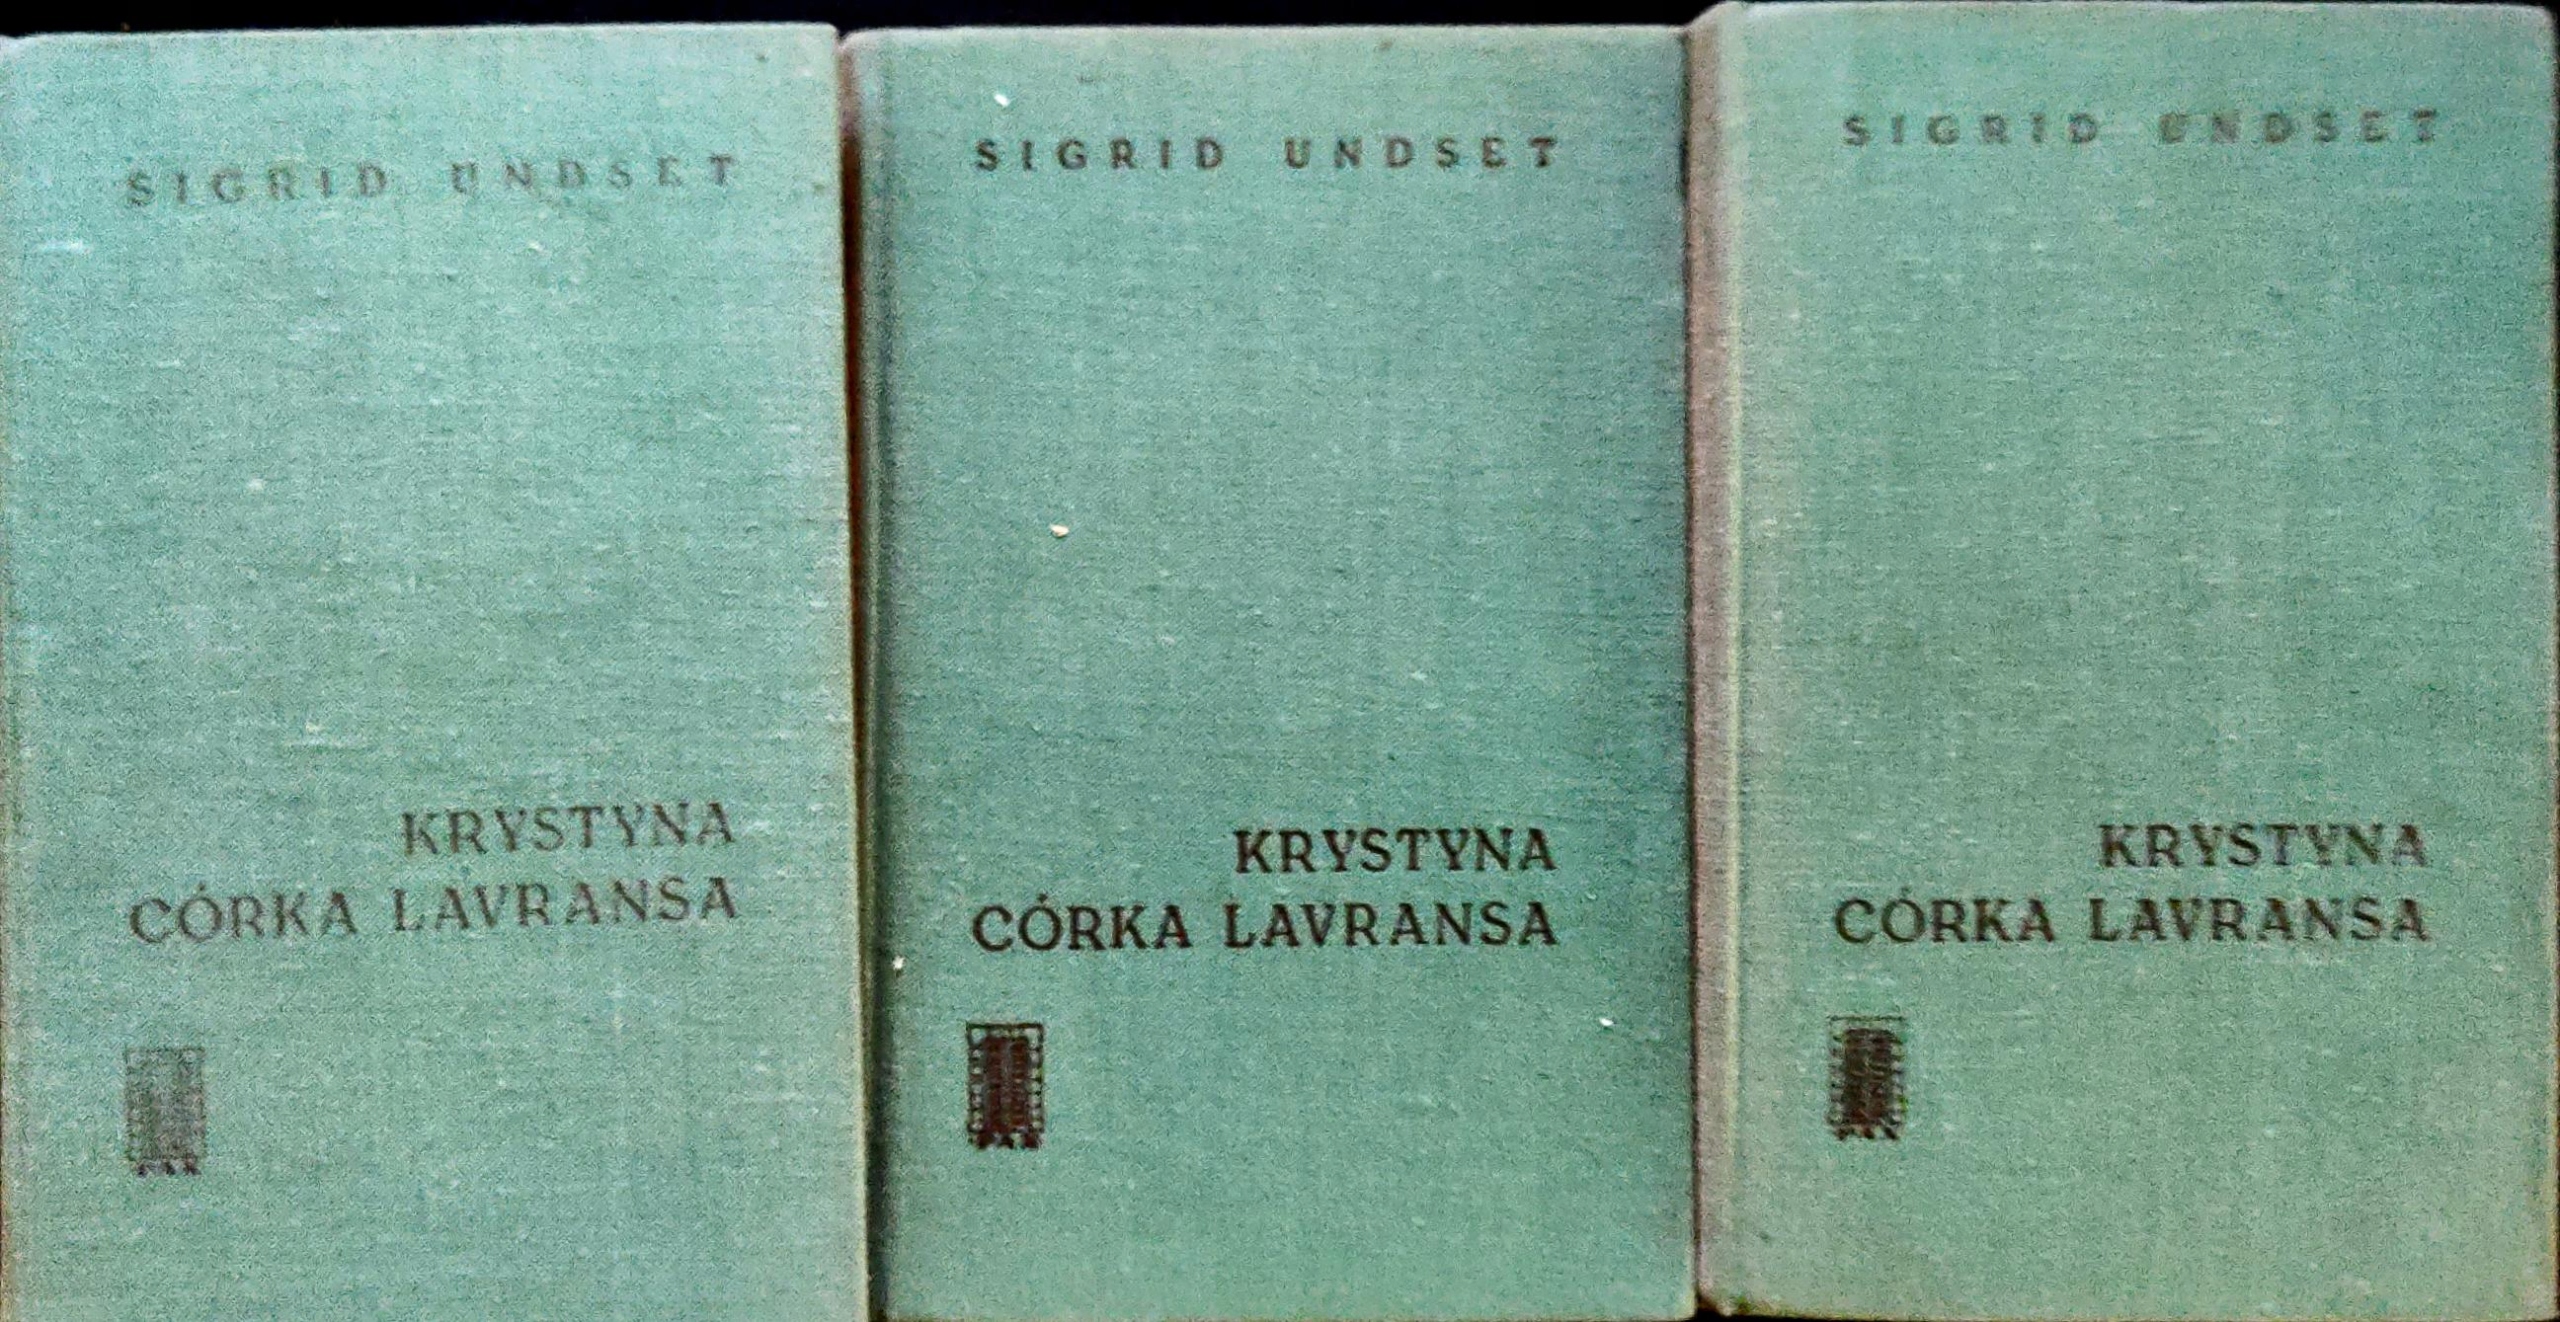 SIGRID UNDSET
KRYSTYNA
CÓRKA LAVRANSA
SIGRID UNDSET
KRYSTYNA
CÓRKA LAVRANSA
SIGRID UNDSET
KRYSTYNA
CÓRKA LAVRANSA